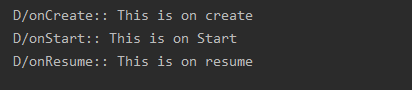 D/onCreate:: This is on create
D/onStart:: This is on Start
D/onResume:: This is on resume